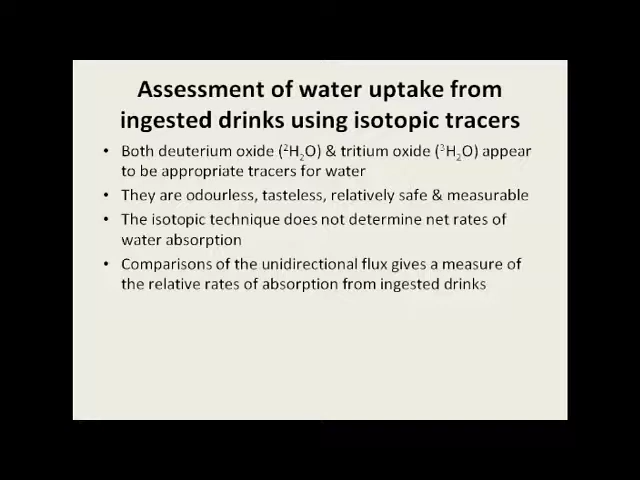 Assessment of water uptake from
ingested drinks using isotopic tracers
• Both deuterium oxide (²H₂O) & tritium oxide (³H₂O) appear
to be appropriate tracers for water
• They are odourless, tasteless, relatively safe & measurable
• The isotopic technique does not determine net rates of
water absorption
• Comparisons of the unidirectional flux gives a measure of
the relative rates of absorption from ingested drinks